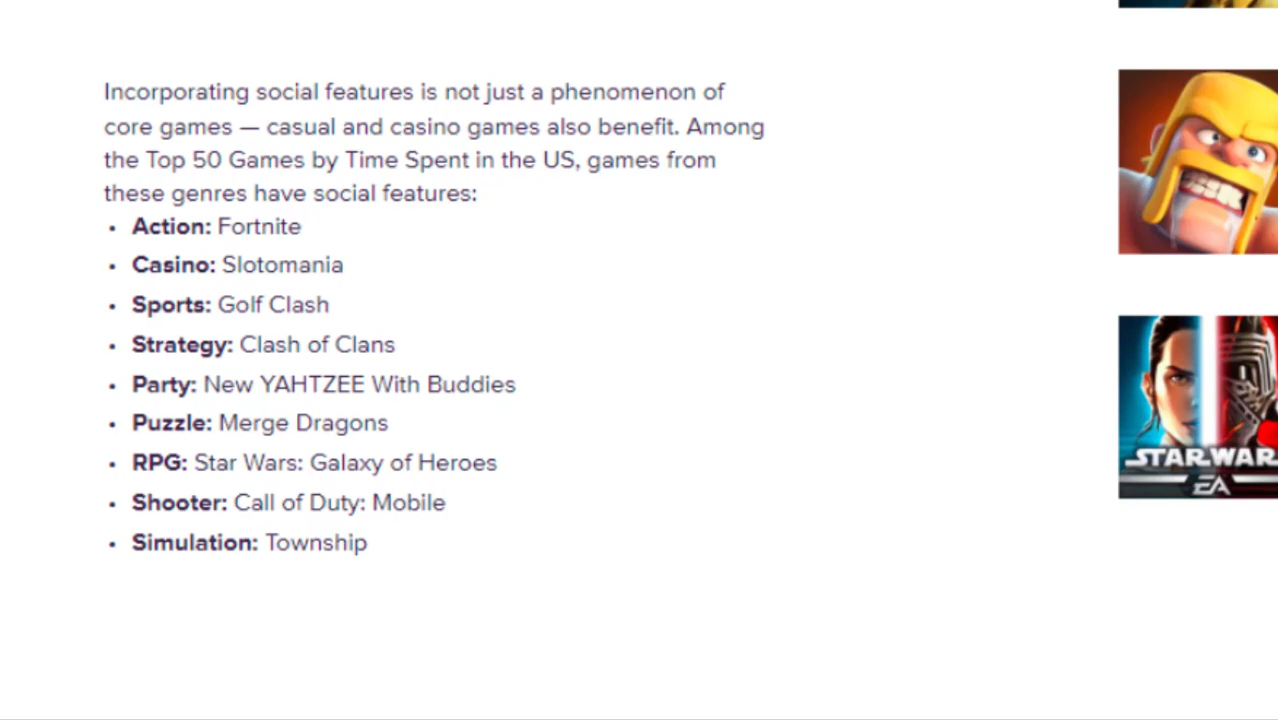 Incorporating social features is not just a phenomenon of
core games — casual and casino games also benefit. Among
the Top 50 Games by Time Spent in the US, games from
these genres have social features:
• Action: Fortnite
• Casino: Slotomania
• Sports: Golf Clash
• Strategy: Clash of Clans
• Party: New YAHTZEE With Buddies
• Puzzle: Merge Dragons
• RPG: Star Wars: Galaxy of Heroes
• Shooter: Call of Duty: Mobile
• Simulation: Township
STAR WAR
EA